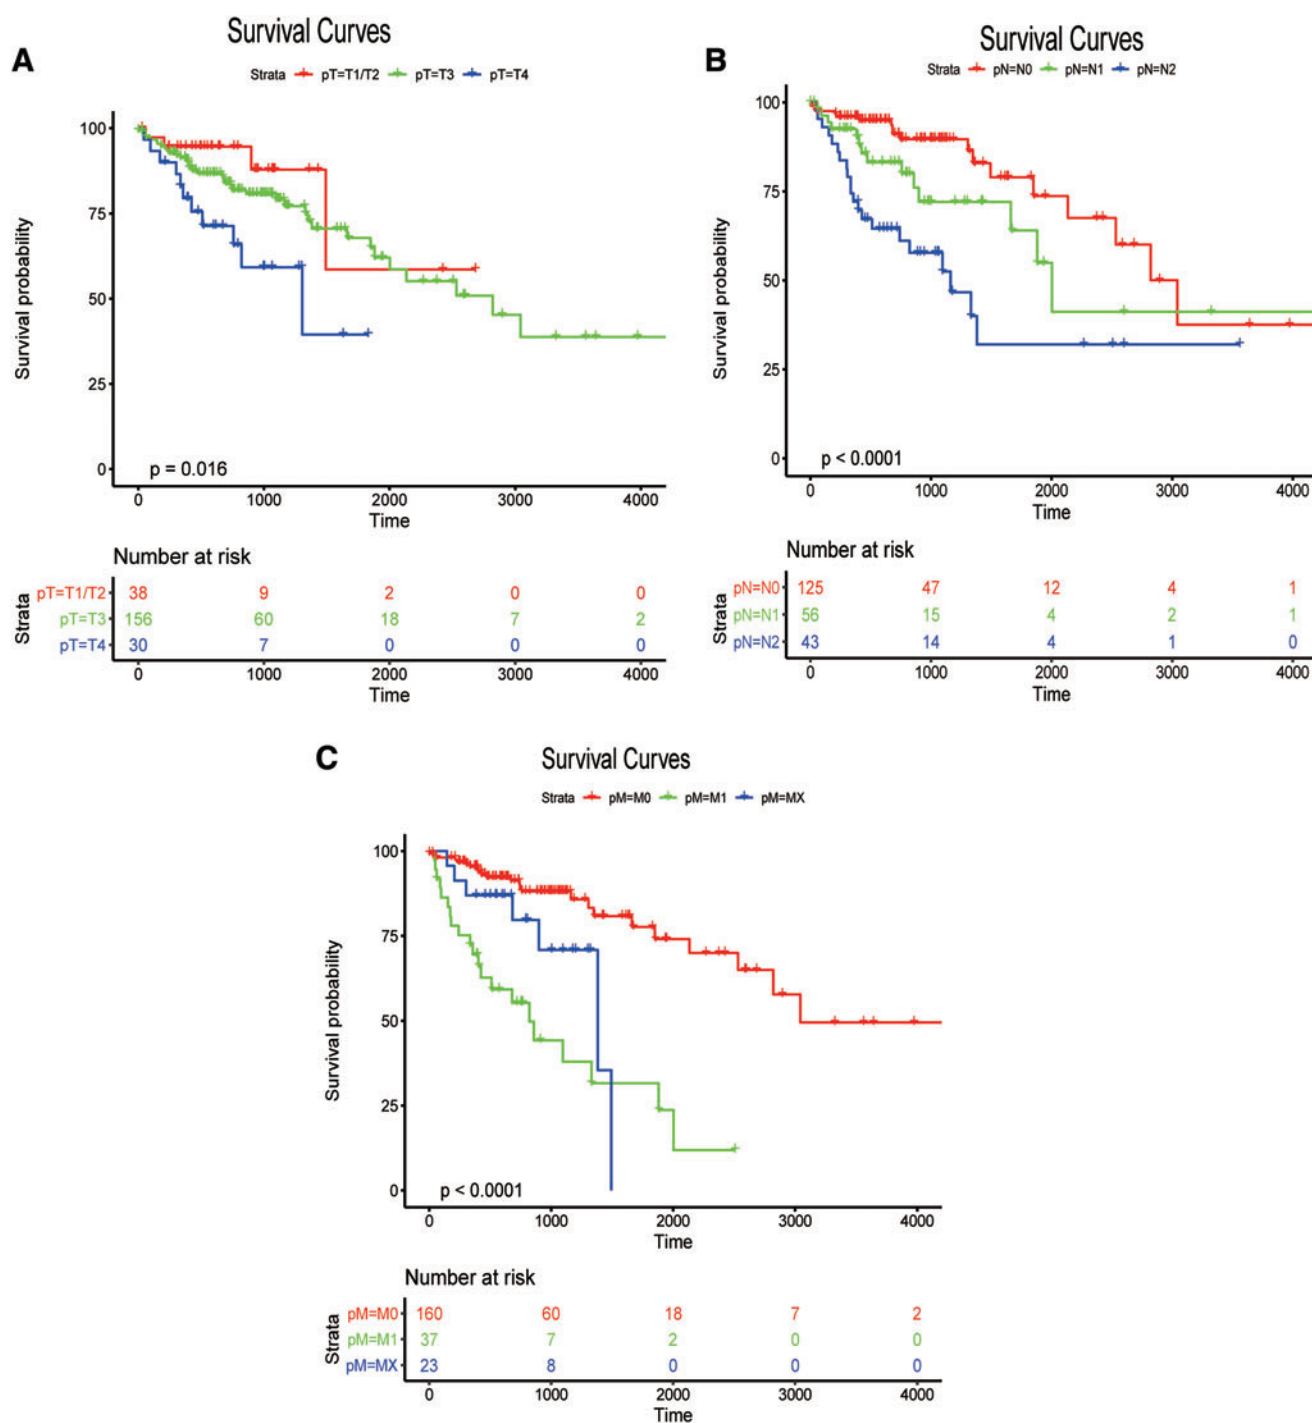 A
Survival Curves
Strata pT=T1/T2 pT=T3 pT=T4
Survival probability
100
75
50
25
0
p = 0.016
0 1000 2000 3000 4000
Time
Number at risk
Strata
pT=T1/T2 38 9 2 0 0
pT=T3 156 60 18 7 2
pT=T4 30 7 0 0 0
0 1000 2000 3000 4000
Time
B
Survival Curves
Strata pN=N0 pN=N1 pN=N2
Survival probability
100
75
50
25
0
p < 0.0001
0 1000 2000 3000 4000
Time
Number at risk
Strata
pN=N0 125 47 12 4 1
pN=N1 56 15 4 2 1
pN=N2 43 14 4 1 0
0 1000 2000 3000 4000
Time
C
Survival Curves
Strata pM=M0 pM=M1 pM=MX
Survival probability
100
75
50
25
0
p < 0.0001
0 1000 2000 3000 4000
Time
Number at risk
Strata
pM=M0 160 60 18 7 2
pM=M1 37 7 2 0 0
pM=MX 23 8 0 0 0
0 1000 2000 3000 4000
Time